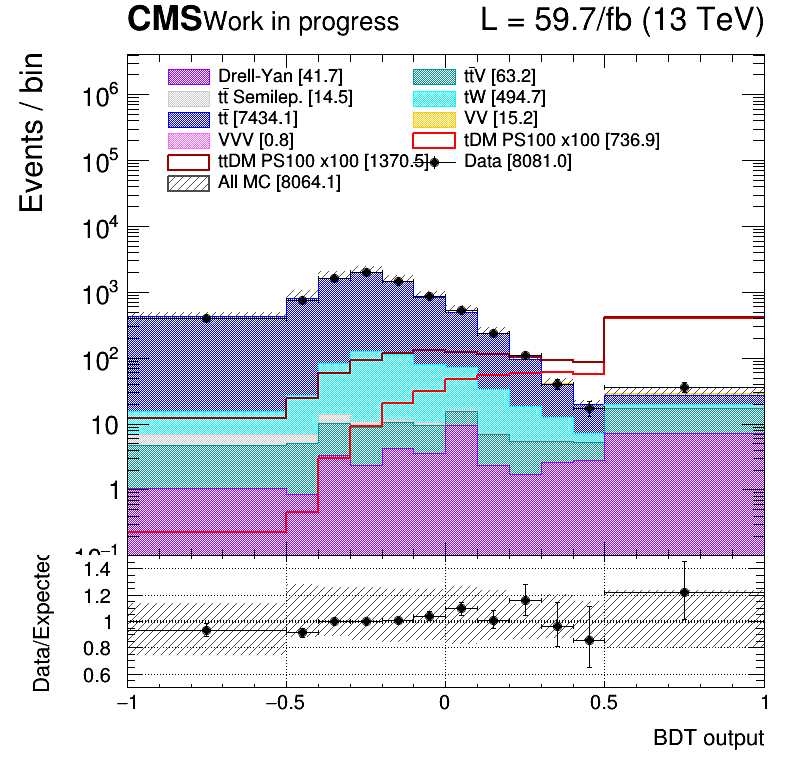 CMS Work in progress L = 59.7/fb (13 TeV)
Events / bin
Drell-Yan [41.7] tt̄V [63.2]
tt̄ Semilep. [14.5] tW [494.7]
tt̄ [7434.1] VV [15.2]
VVV [0.8] tDM PS100 x100 [736.9]
ttDM PS100 x100 [1370.5] Data [8081.0]
All MC [8064.1]
10⁶
10⁵
10⁴
10³
10²
10
1
10⁻¹
Data/Expected
1.4
1.2
1
0.8
0.6
−1 −0.5 0 0.5 1
BDT output